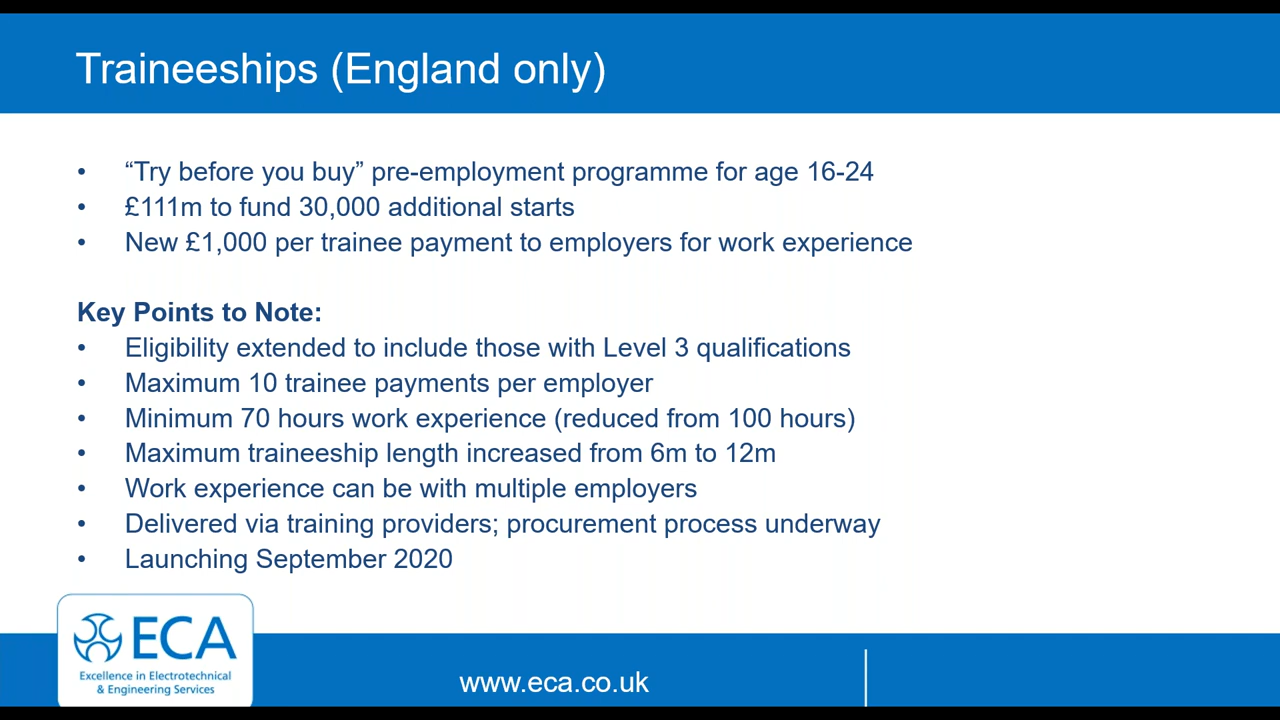 Traineeships (England only)
• “Try before you buy” pre-employment programme for age 16-24
• £111m to fund 30,000 additional starts
• New £1,000 per trainee payment to employers for work experience
Key Points to Note:
• Eligibility extended to include those with Level 3 qualifications
• Maximum 10 trainee payments per employer
• Minimum 70 hours work experience (reduced from 100 hours)
• Maximum traineeship length increased from 6m to 12m
• Work experience can be with multiple employers
• Delivered via training providers; procurement process underway
• Launching September 2020
ECA
Excellence in Electrotechnical
& Engineering Services
www.eca.co.uk